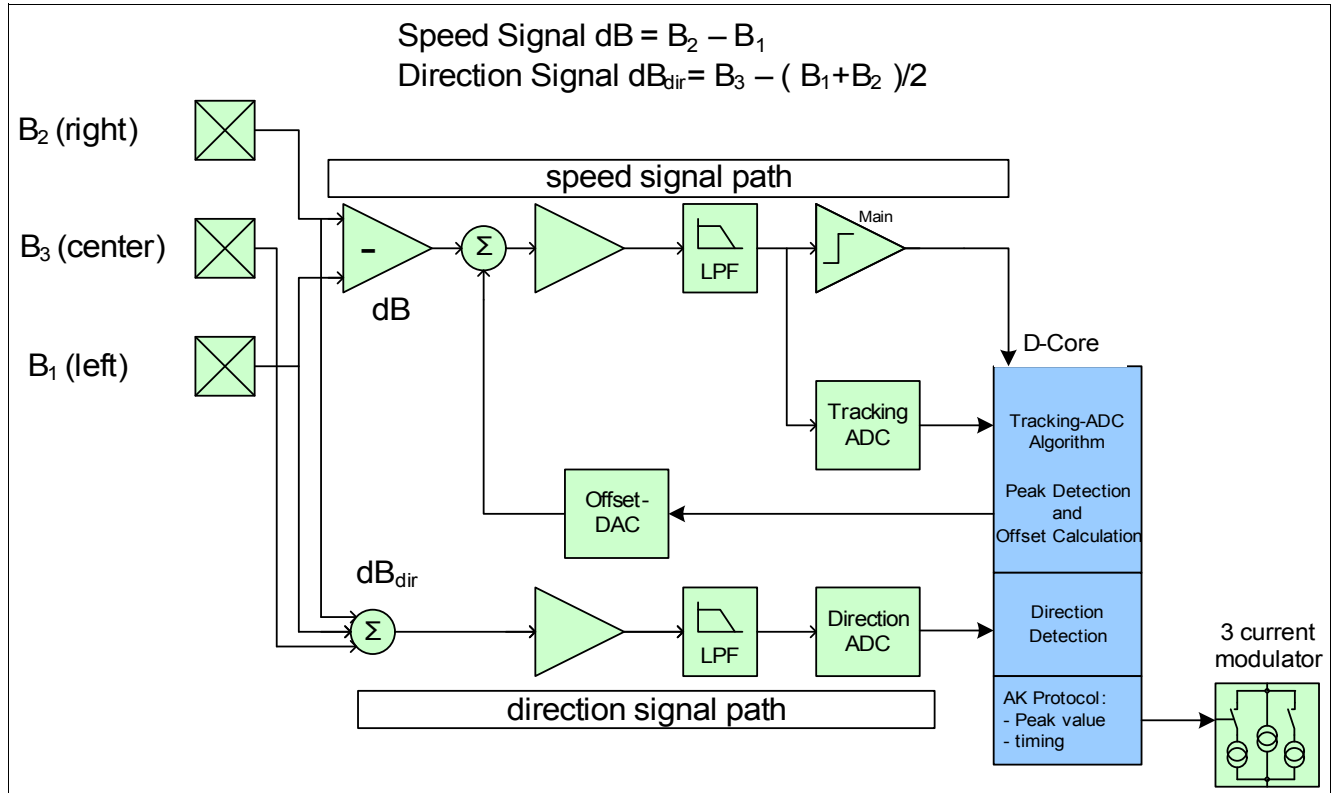 Speed Signal dB = B2 – B1
Direction Signal dBdir= B3 – ( B1+B2 )/2
B2 (right)
speed signal path
B3 (center)
-
Σ
LPF
Main
dB
B1 (left)
D-Core
Tracking
ADC
Tracking-ADC
Algorithm
Offset-
DAC
Peak Detection
and
Offset Calculation
dBdir
Σ
LPF
Direction
ADC
Direction
Detection
3 current
modulator
direction signal path
AK Protocol:
- Peak value
- timing